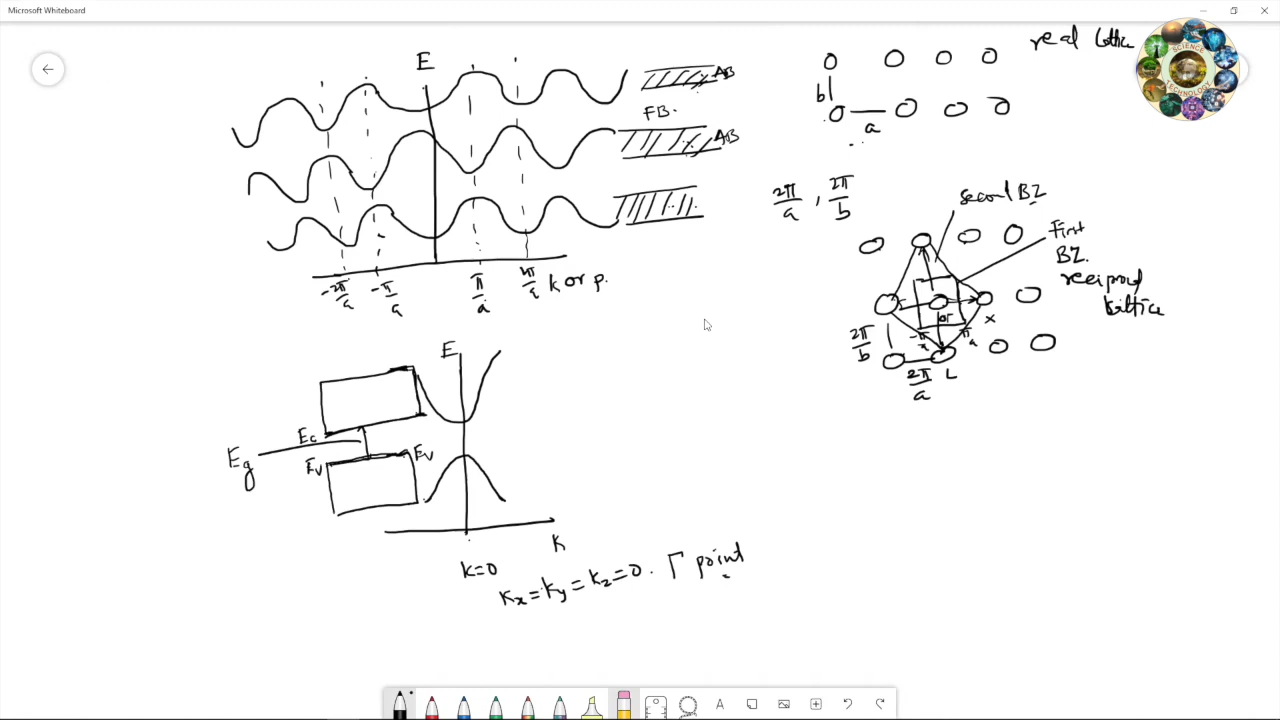 Microsoft Whiteboard
E
AB
FB.
AB
-2π/a
-π/a
π/a
2π/a
k or p.
real lattice
SCIENCE
TECHNOLOGY
b
a
2π/a , 2π/b
second BZ
First
BZ.
reciprocal
lattice
Γ
X
-π/a
π/a
2π/b
2π/a
L
E
Ec
Eg
Ev
Ev
K
k=0
Kx = Ky = Kz = 0. Γ point
A